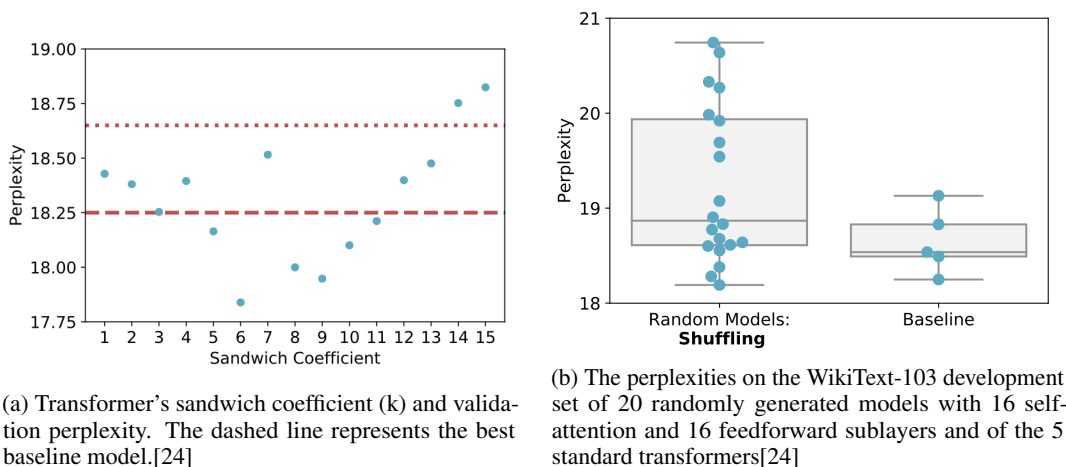 19.00
18.75
18.50
18.25
18.00
17.75
Perplexity
1 2 3 4 5 6 7 8 9 10 11 12 13 14 15
Sandwich Coefficient
(a) Transformer's sandwich coefficient (k) and valida-
tion perplexity. The dashed line represents the best
baseline model.[24]
21
20
19
18
Perplexity
Random Models:
Shuffling
Baseline
(b) The perplexities on the WikiText-103 development
set of 20 randomly generated models with 16 self-
attention and 16 feedforward sublayers and of the 5
standard transformers[24]